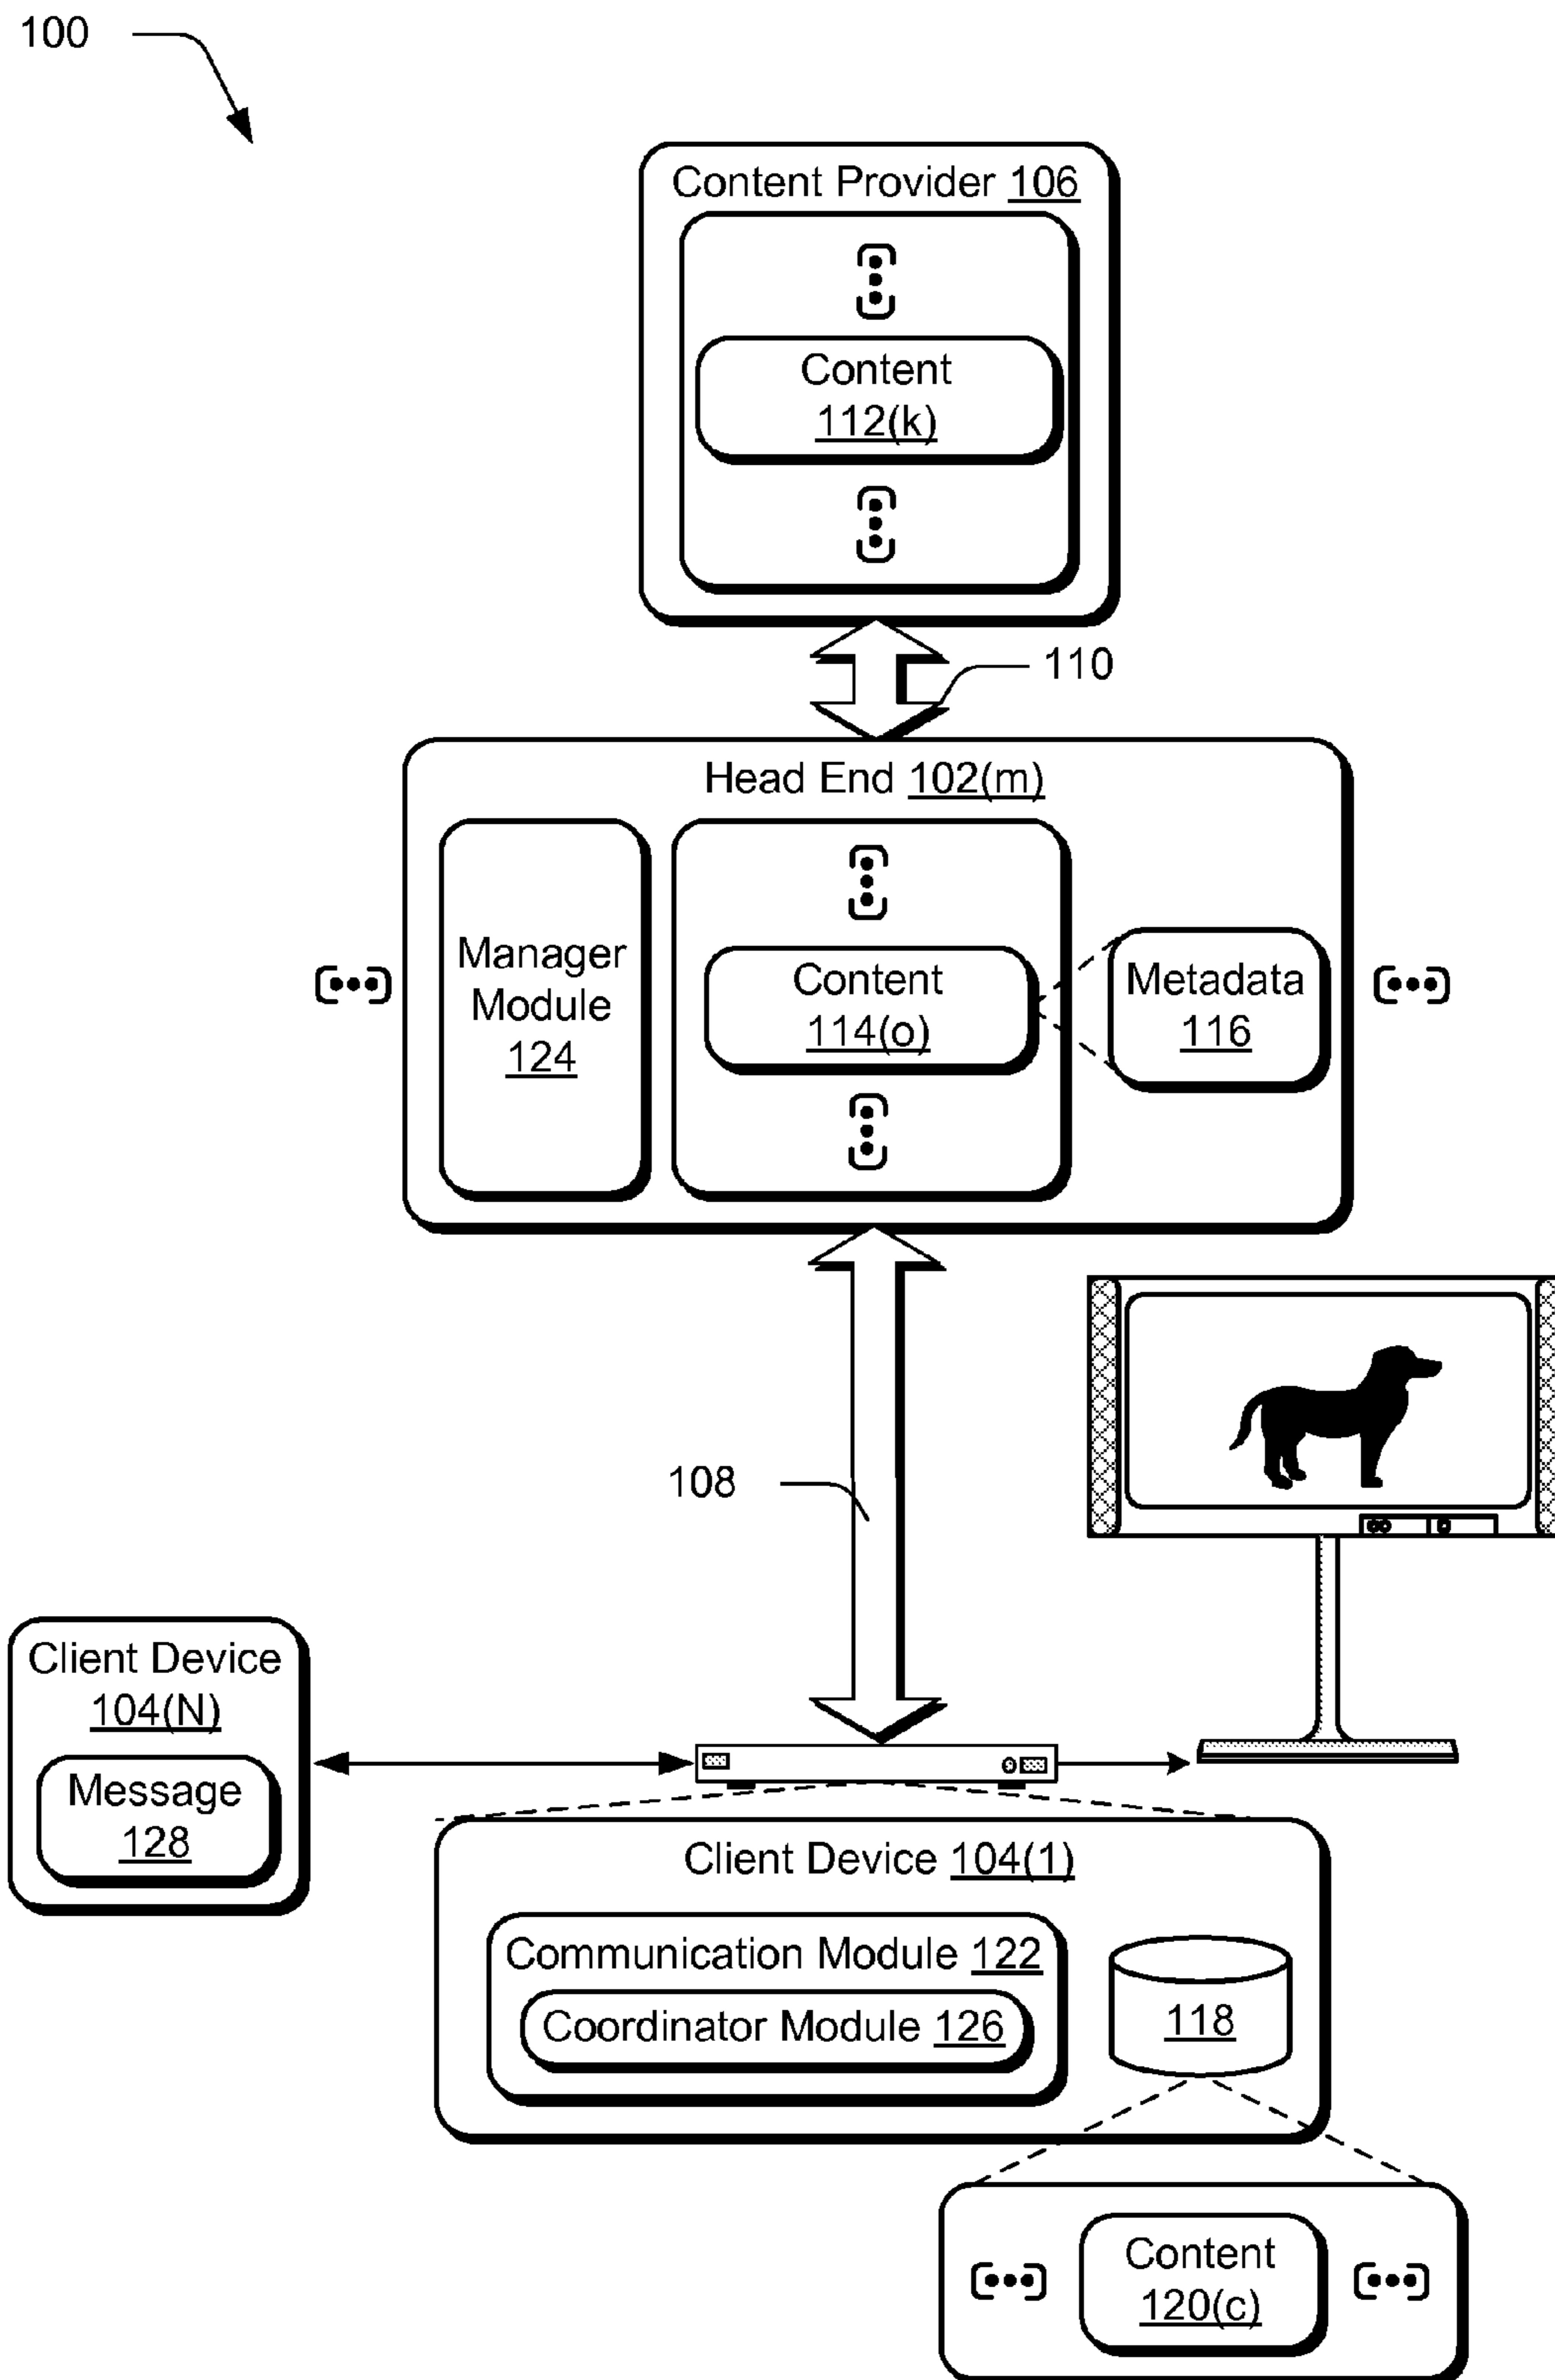 100
Content Provider 106
Content
112(k)
110
Head End 102(m)
Manager
Module
124
Content
114(o)
Metadata
116
108
Client Device
104(N)
Message
128
Client Device 104(1)
Communication Module 122
Coordinator Module 126
118
Content
120(c)